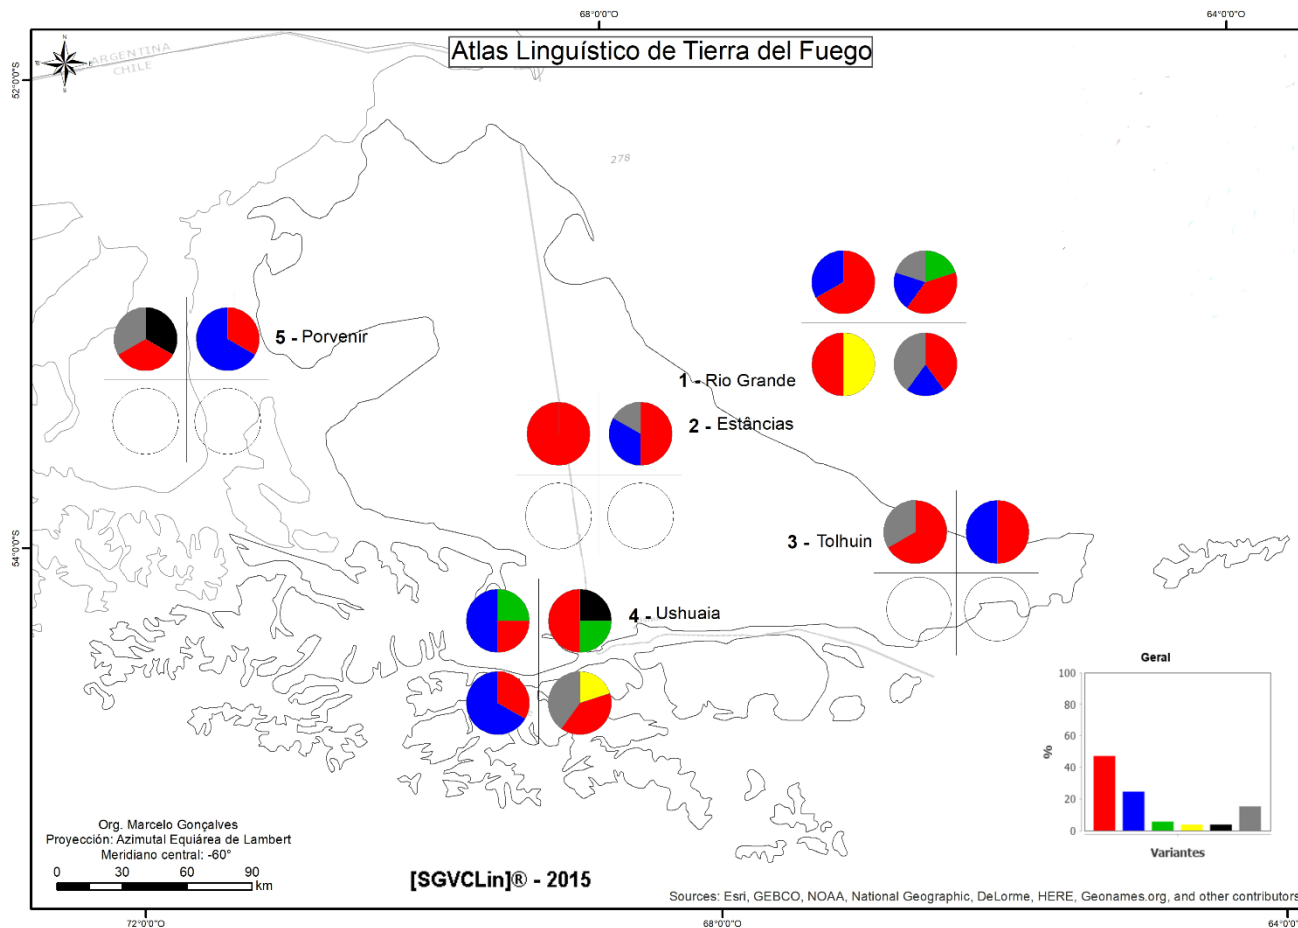 68°0'0"O
64°0'0"O
Atlas Linguístico de Tierra del Fuego
ARGENTINA
CHILE
52°0'0"S
278
5 - Porvenir
1 - Rio Grande
2 - Estâncias
54°0'0"S
3 - Tolhuin
4 - Ushuaia
Geral
100
80
60
40
20
0
%
Variantes
Org. Marcelo Gonçalves
Proyección: Azimutal Equiárea de Lambert
Meridiano central: -60°
0 30 60 90
km
[SGVCLin]® - 2015
Sources: Esri, GEBCO, NOAA, National Geographic, DeLorme, HERE, Geonames.org, and other contributors
72°0'0"O
68°0'0"O
64°0'0"O